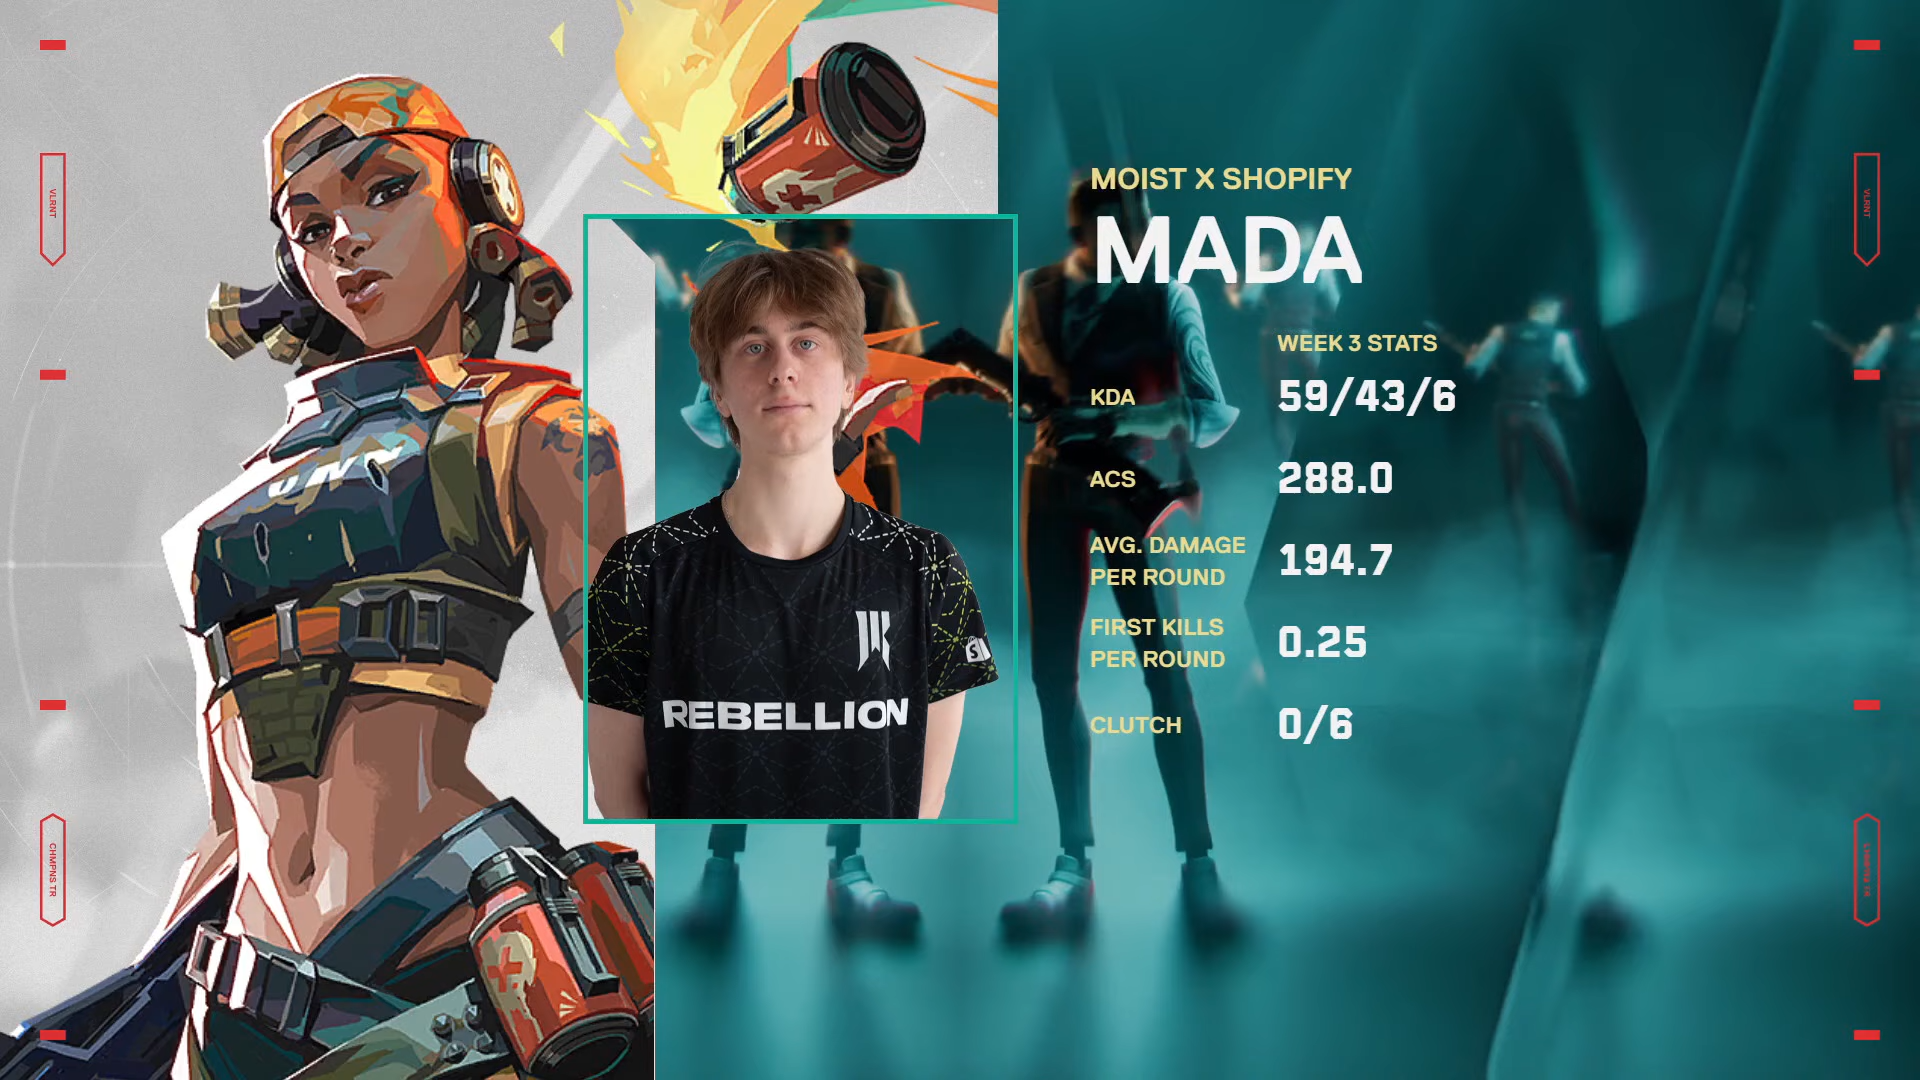 VLRNT
CHMPNS TR
MOIST X SHOPIFY
MADA
WEEK 3 STATS
KDA 59/43/6
ACS 288.0
AVG. DAMAGE
PER ROUND 194.7
FIRST KILLS
PER ROUND 0.25
CLUTCH 0/6
REBELLION
S
VLRNT